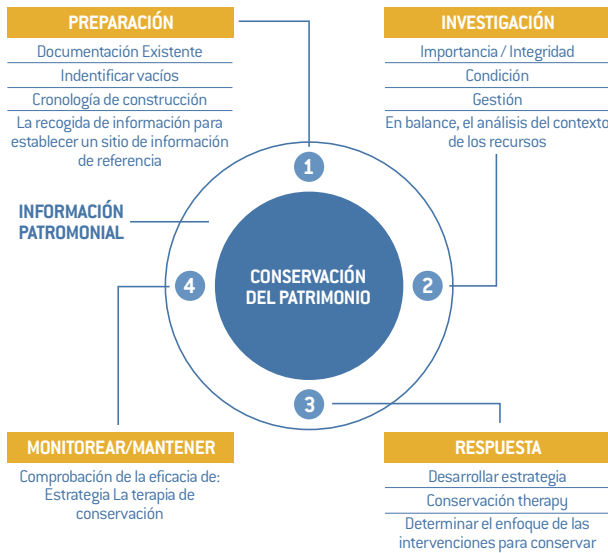 PREPARACIÓN
Documentación Existente
Indentificar vacíos
Cronología de construcción
La recogida de información para
establecer un sitio de información
de referencia
INVESTIGACIÓN
Importancia / Integridad
Condición
Gestión
En balance, el análisis del contexto
de los recursos
1
INFORMACIÓN
PATROMONIAL
CONSERVACIÓN
DEL PATRIMONIO
4
2
3
MONITOREAR/MANTENER
Comprobación de la eficacia de:
Estrategia La terapia de
conservación
RESPUESTA
Desarrollar estrategia
Conservación therapy
Determinar el enfoque de las
intervenciones para conservar